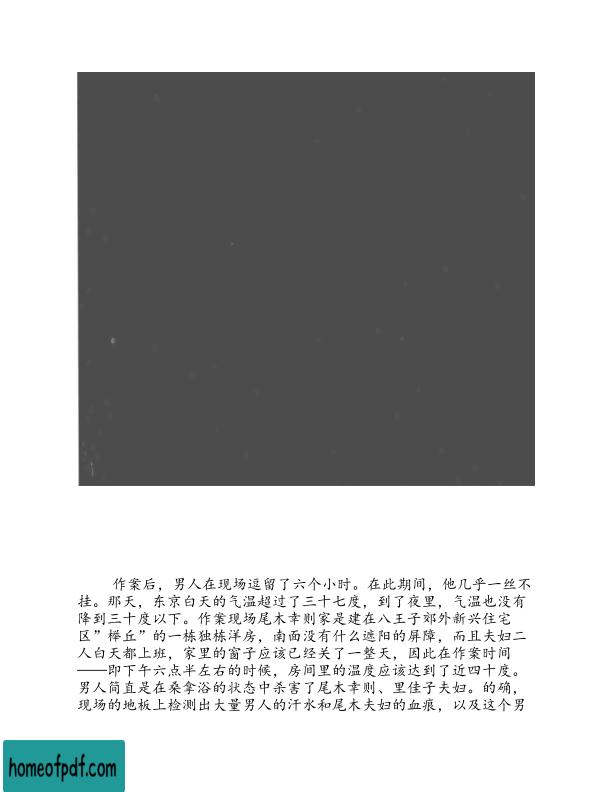 作案后，男人在现场逗留了六个小时。在此期间，他几乎一丝不
挂。那天，东京白天的气温超过了三十七度，到了夜里，气温也没有
降到三十度以下。作案现场尾木幸则家是建在八王子郊外新兴住宅
区”榉丘”的一栋独栋洋房，南面没有什么遮阳的屏障，而且夫妇二
人白天都上班，家里的窗子应该已经关了一整天，因此在作案时间
——即下午六点半左右的时候，房间里的温度应该达到了近四十度。
男人简直是在桑拿浴的状态中杀害了尾木幸则、里佳子夫妇。的确，
现场的地板上检测出大量男人的汗水和尾木夫妇的血痕，以及这个男
homeofpdf.com